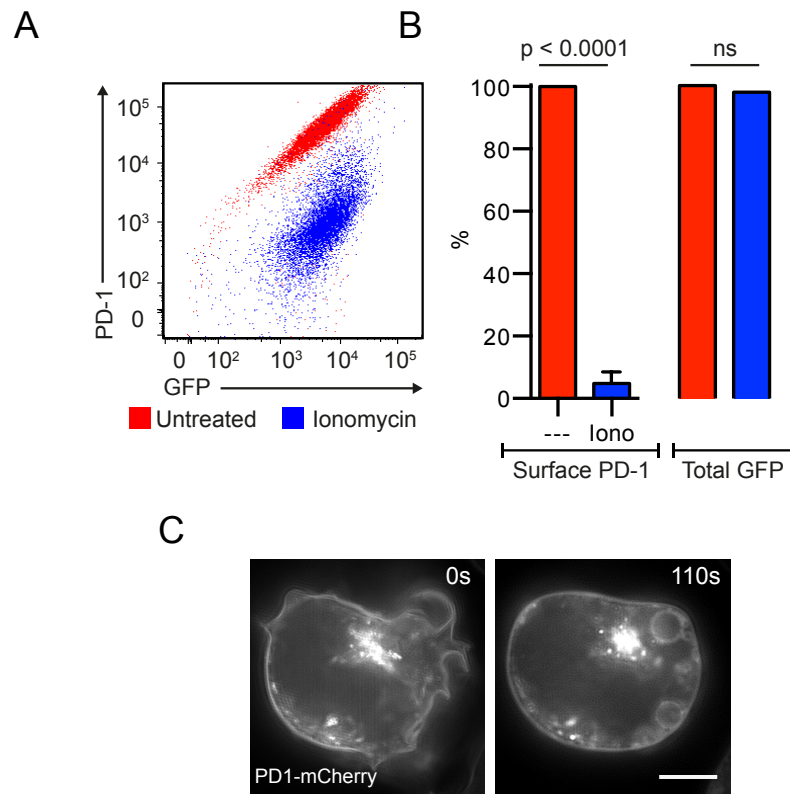 A
B
p < 0.0001
ns
PD-1
10⁵
10⁴
10³
10²
0
0
10²
10³
10⁴
10⁵
GFP
Untreated
Ionomycin
%
100
80
60
40
20
0
---
Iono
Surface PD-1
Total GFP
C
0s
110s
PD1-mCherry